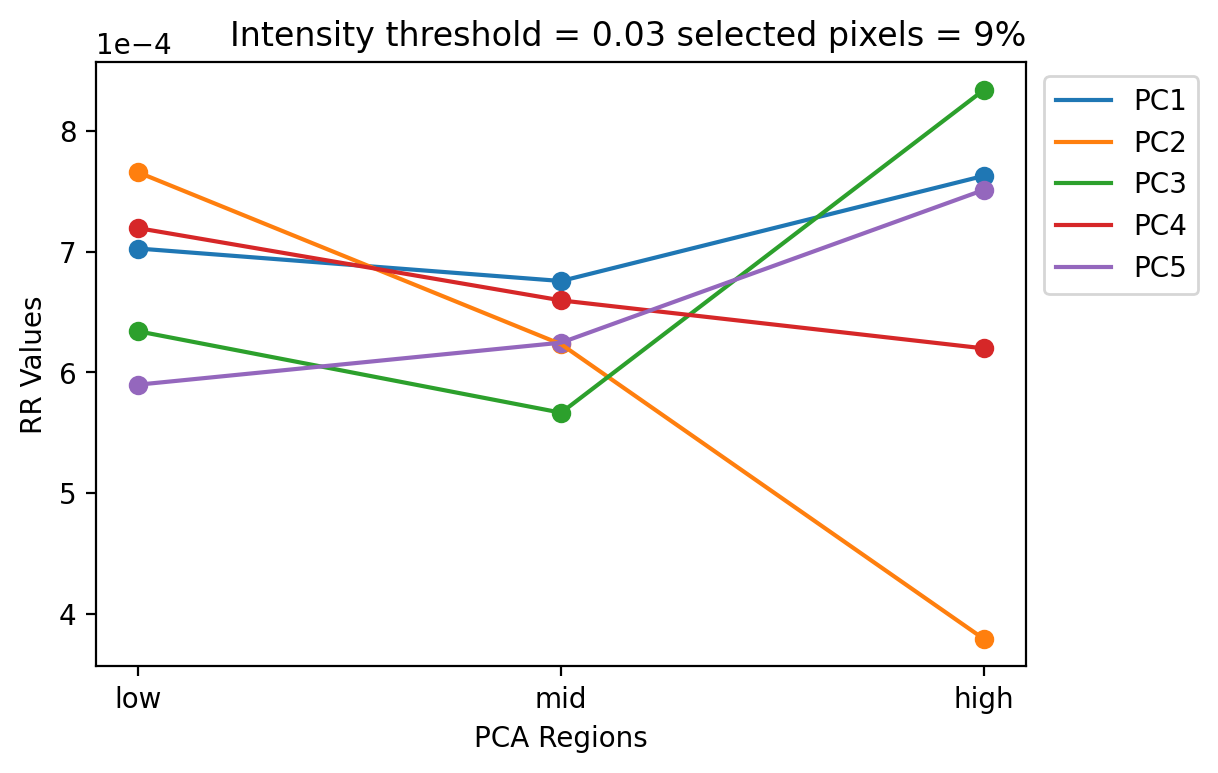 Intensity threshold = 0.03 selected pixels = 9%
1e−4
8
7
6
5
4
RR Values
low
mid
high
PCA Regions
PC1
PC2
PC3
PC4
PC5